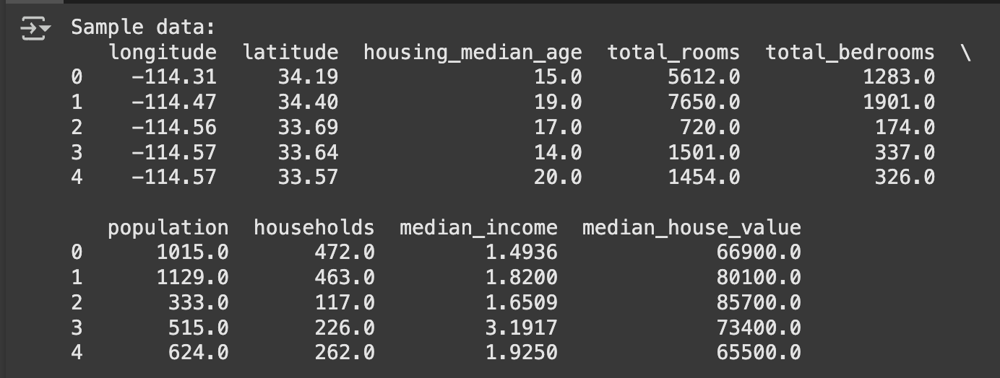 Sample data:
   longitude  latitude  housing_median_age  total_rooms  total_bedrooms  \
0    -114.31     34.19                15.0       5612.0          1283.0
1    -114.47     34.40                19.0       7650.0          1901.0
2    -114.56     33.69                17.0        720.0           174.0
3    -114.57     33.64                14.0       1501.0           337.0
4    -114.57     33.57                20.0       1454.0           326.0

   population  households  median_income  median_house_value
0      1015.0       472.0         1.4936             66900.0
1      1129.0       463.0         1.8200             80100.0
2       333.0       117.0         1.6509             85700.0
3       515.0       226.0         3.1917             73400.0
4       624.0       262.0         1.9250             65500.0